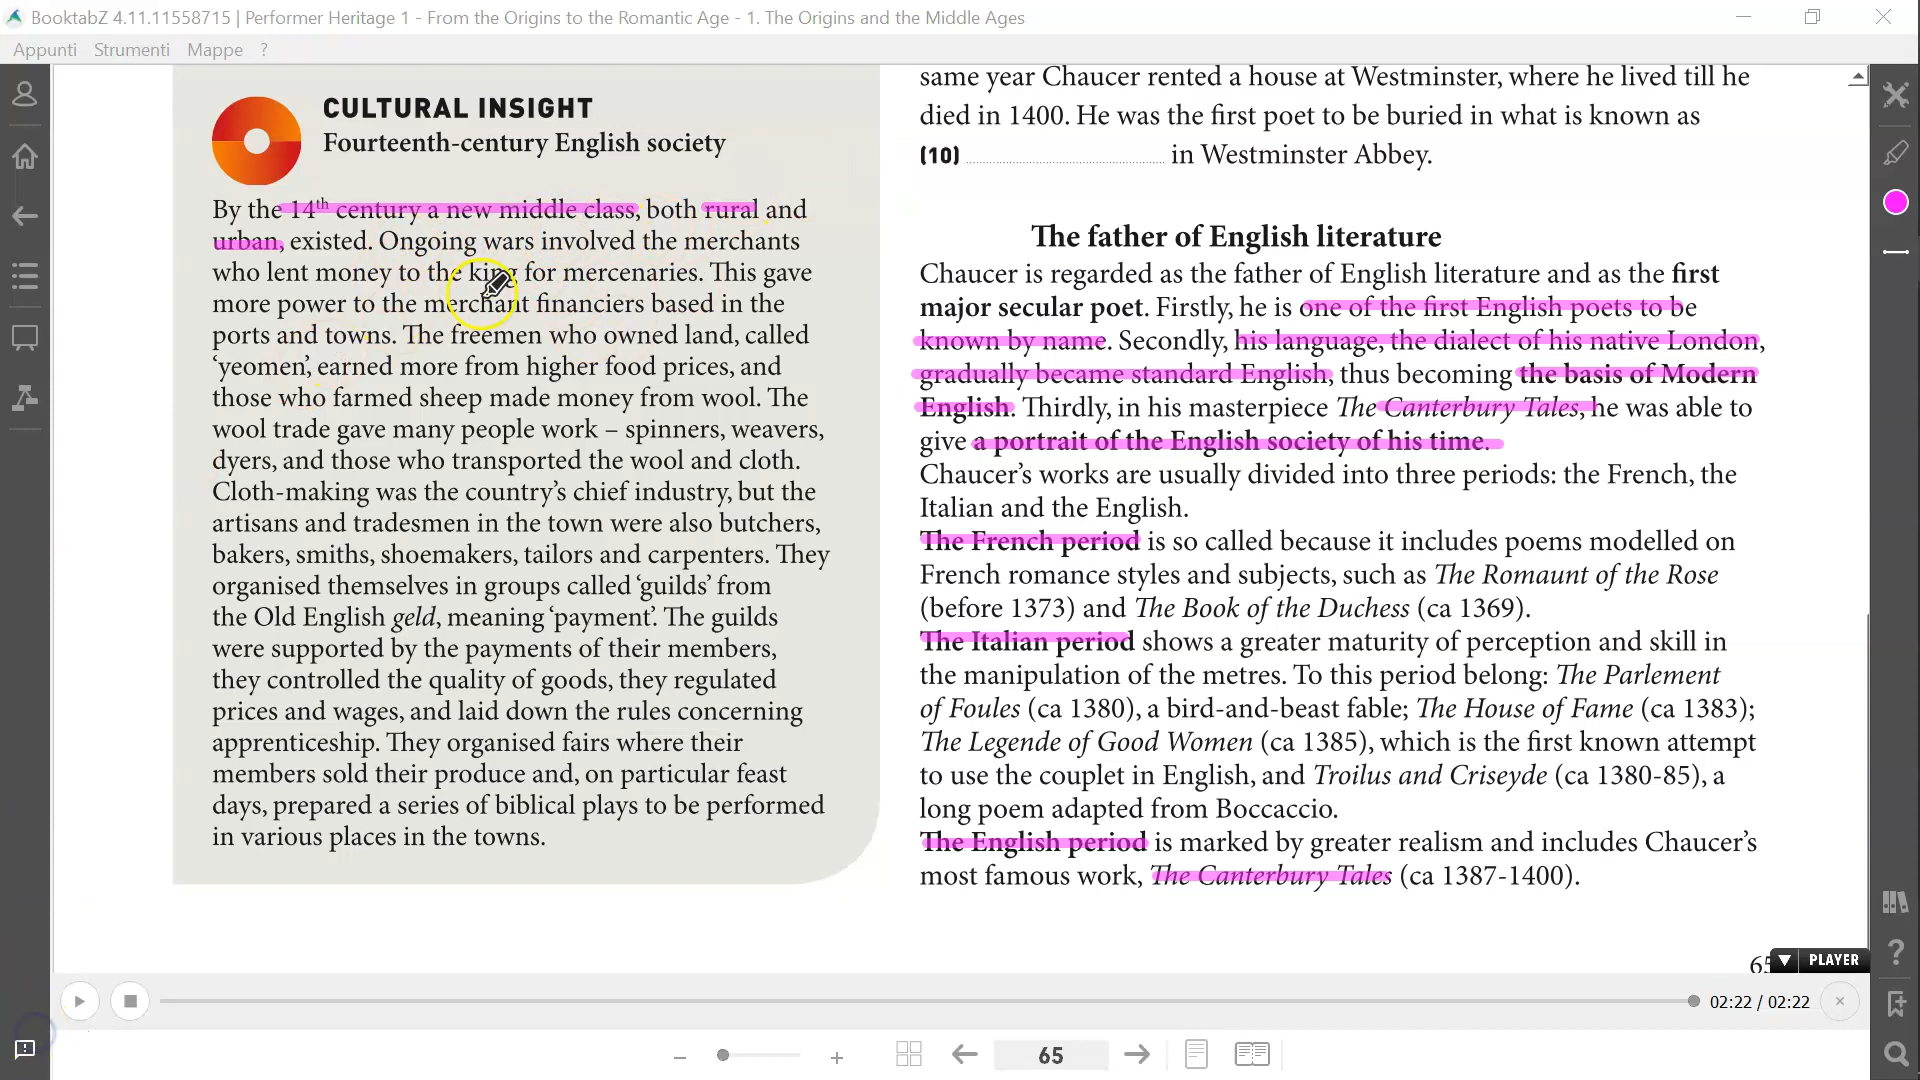 BooktabZ 4.11.11558715 | Performer Heritage 1 - From the Origins to the Romantic Age - 1. The Origins and the Middle Ages
Appunti Strumenti Mappe ?
CULTURAL INSIGHT
Fourteenth-century English society
By the 14th century a new middle class, both rural and
urban, existed. Ongoing wars involved the merchants
who lent money to the king for mercenaries. This gave
more power to the merchant financiers based in the
ports and towns. The freemen who owned land, called
‘yeomen’, earned more from higher food prices, and
those who farmed sheep made money from wool. The
wool trade gave many people work – spinners, weavers,
dyers, and those who transported the wool and cloth.
Cloth-making was the country’s chief industry, but the
artisans and tradesmen in the town were also butchers,
bakers, smiths, shoemakers, tailors and carpenters. They
organised themselves in groups called ‘guilds’ from
the Old English geld, meaning ‘payment’. The guilds
were supported by the payments of their members,
they controlled the quality of goods, they regulated
prices and wages, and laid down the rules concerning
apprenticeship. They organised fairs where their
members sold their produce and, on particular feast
days, prepared a series of biblical plays to be performed
in various places in the towns.
same year Chaucer rented a house at Westminster, where he lived till he
died in 1400. He was the first poet to be buried in what is known as
(10) ........................ in Westminster Abbey.
The father of English literature
Chaucer is regarded as the father of English literature and as the first
major secular poet. Firstly, he is one of the first English poets to be
known by name. Secondly, his language, the dialect of his native London,
gradually became standard English, thus becoming the basis of Modern
English. Thirdly, in his masterpiece The Canterbury Tales, he was able to
give a portrait of the English society of his time.
Chaucer’s works are usually divided into three periods: the French, the
Italian and the English.
The French period is so called because it includes poems modelled on
French romance styles and subjects, such as The Romaunt of the Rose
(before 1373) and The Book of the Duchess (ca 1369).
The Italian period shows a greater maturity of perception and skill in
the manipulation of the metres. To this period belong: The Parlement
of Foules (ca 1380), a bird-and-beast fable; The House of Fame (ca 1383);
The Legende of Good Women (ca 1385), which is the first known attempt
to use the couplet in English, and Troilus and Criseyde (ca 1380-85), a
long poem adapted from Boccaccio.
The English period is marked by greater realism and includes Chaucer’s
most famous work, The Canterbury Tales (ca 1387-1400).
65
PLAYER
02:22 / 02:22
65